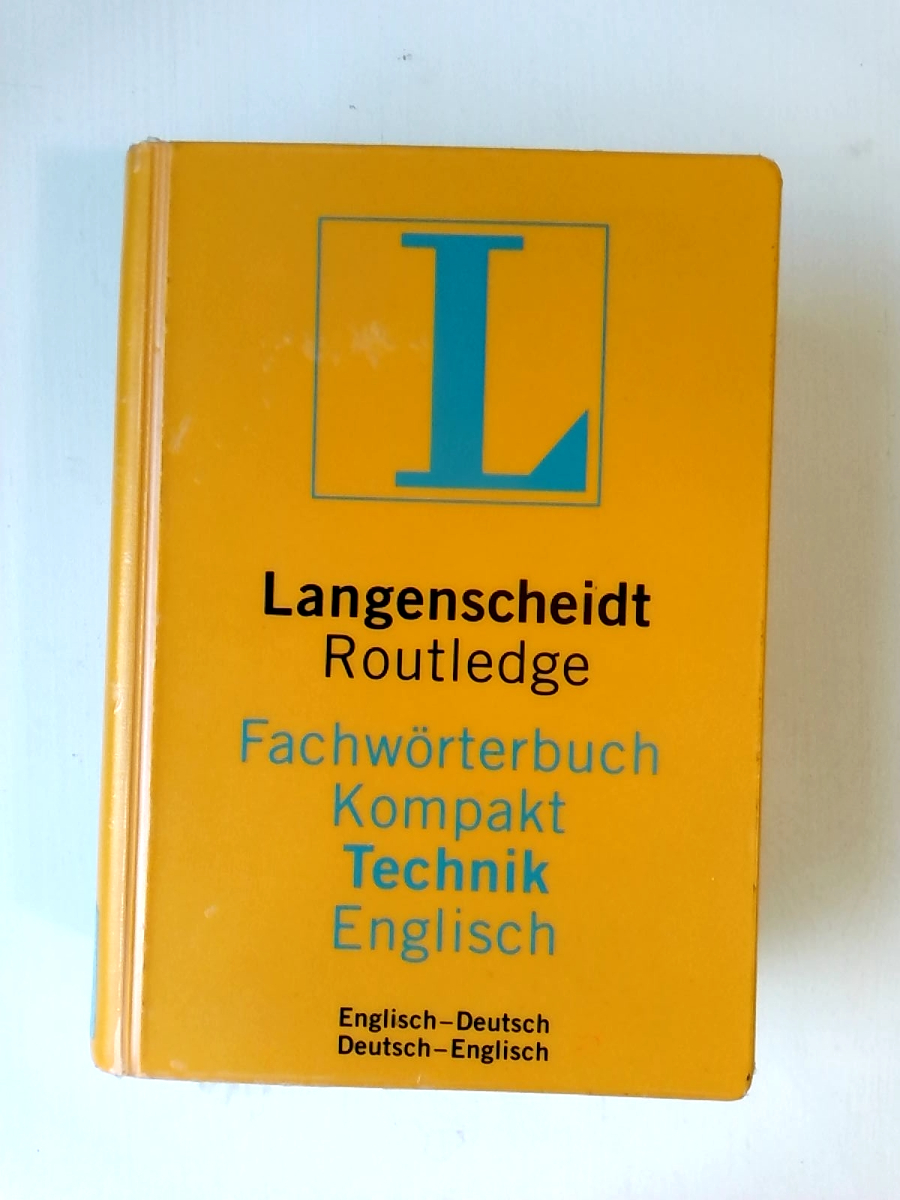 L
Langenscheidt
Routledge
Fachwörterbuch
Kompakt
Technik
Englisch
Englisch–Deutsch
Deutsch–Englisch